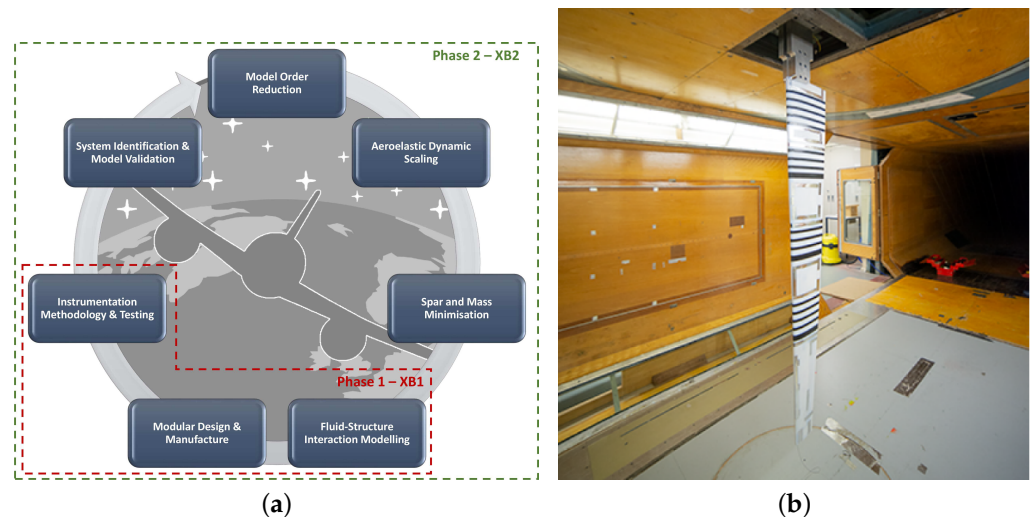 Phase 2 – XB2
Model Order
Reduction
System Identification &
Model Validation
Aeroelastic Dynamic
Scaling
Instrumentation
Methodology & Testing
Spar and Mass
Minimisation
Phase 1 – XB1
Modular Design &
Manufacture
Fluid-Structure
Interaction Modelling
(a)
(b)